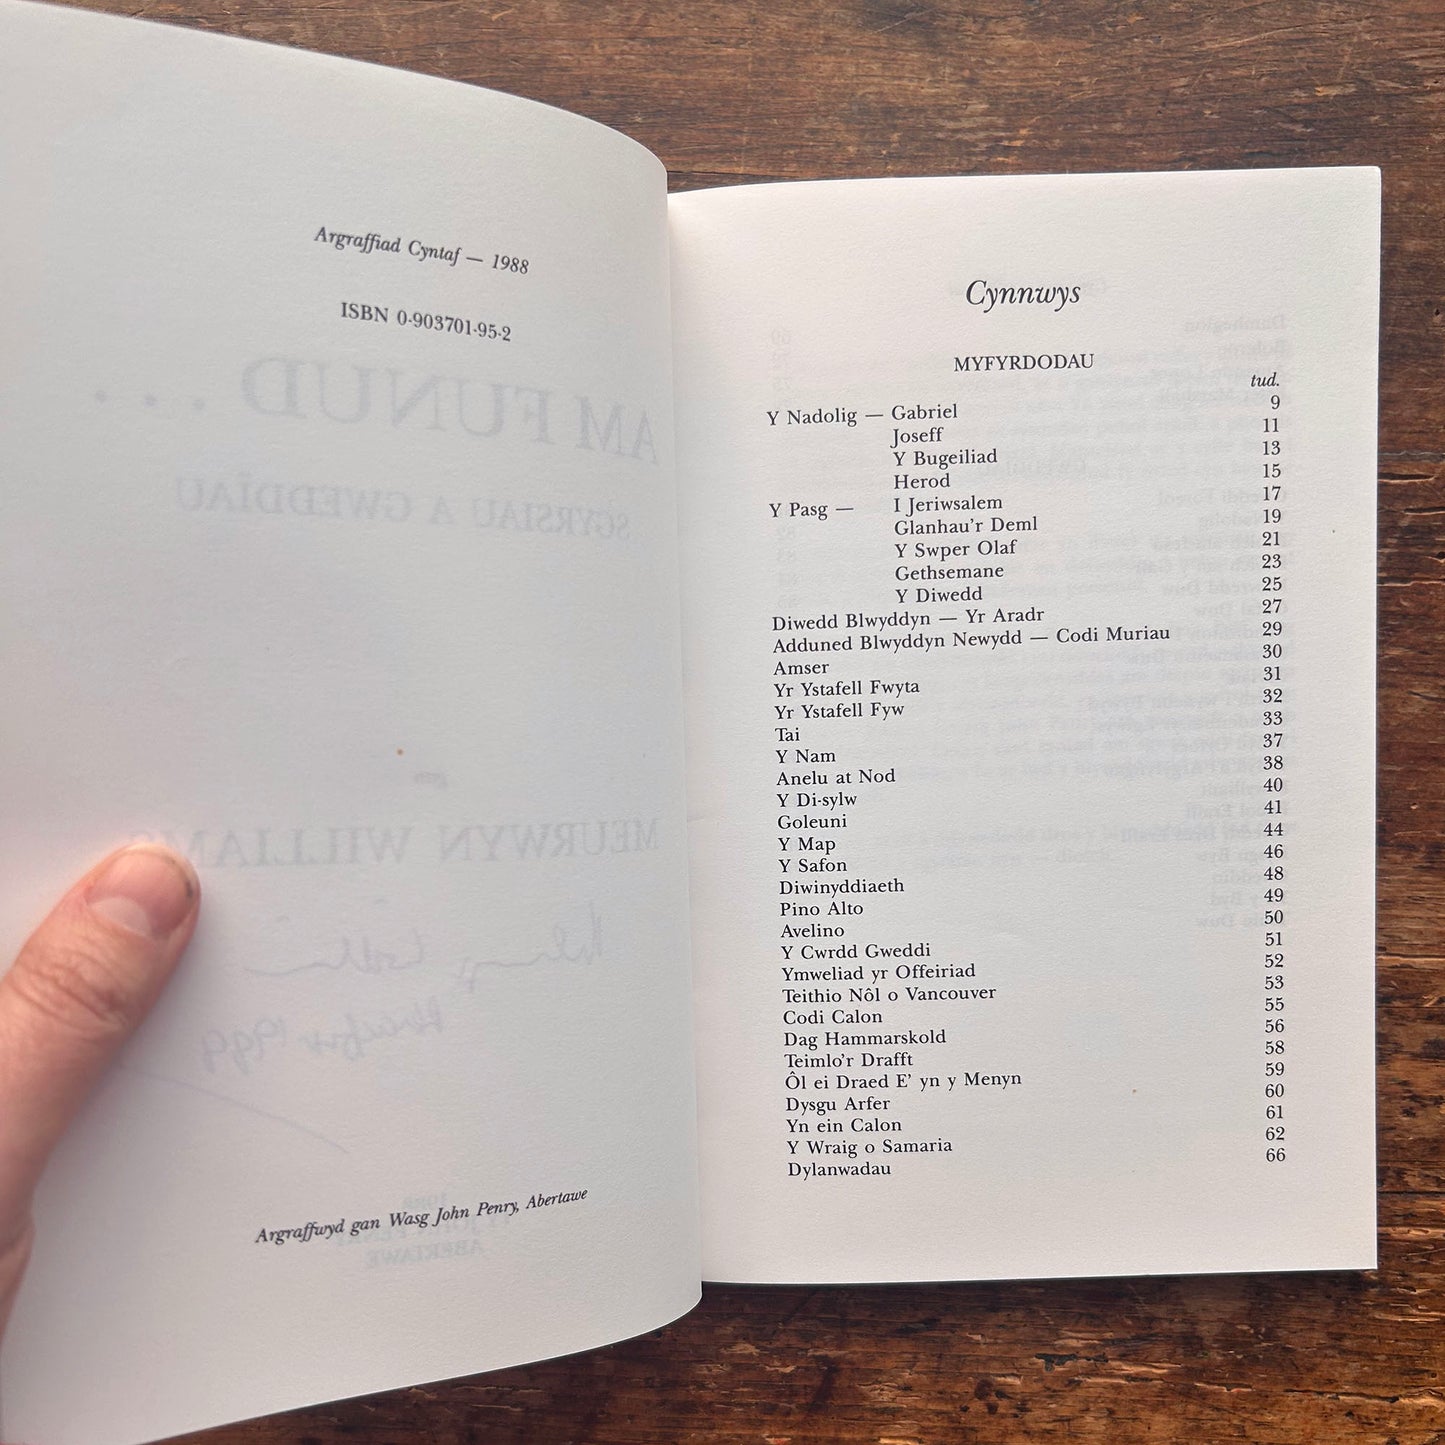 Argraffiad Cyntaf — 1988
ISBN 0-903701-95-2
Argraffwyd gan Wasg John Penry, Abertawe
Cynnwys
MYFYRDODAU
tud.
Y Nadolig — Gabriel 9
Joseff 11
Y Bugeiliad 13
Herod 15
Y Pasg — I Jeriwsalem 17
Glanhau'r Deml 19
Y Swper Olaf 21
Gethsemane 23
Y Diwedd 25
Diwedd Blwyddyn — Yr Aradr 27
Adduned Blwyddyn Newydd — Codi Muriau 29
Amser 30
Yr Ystafell Fwyta 31
Yr Ystafell Fyw 32
Tai 33
Y Nam 37
Anelu at Nod 38
Y Di-sylw 40
Goleuni 41
Y Map 44
Y Safon 46
Diwinyddiaeth 48
Pino Alto 49
Avelino 50
Y Cwrdd Gweddi 51
Ymweliad yr Offeiriad 52
Teithio Nôl o Vancouver 53
Codi Calon 55
Dag Hammarskold 56
Teimlo'r Drafft 58
Ôl ei Draed E' yn y Menyn 59
Dysgu Arfer 60
Yn ein Calon 61
Y Wraig o Samaria 62
Dylanwadau 66